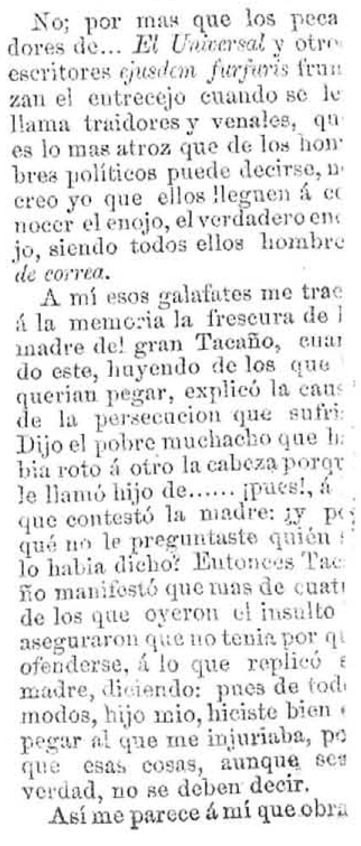 No; por mas que los peca
dores de... El Universal y otro
escritores ejusdem furfuris frun
zan el entrecejo cuando se le
llama traidores y venales, qu
es lo mas atroz que de los hom
bres políticos puede decirse, n
creo yo que ellos lleguen á co
nocer el enojo, el verdadero eno
jo, siendo todos ellos hombre
de correa.
A mí esos galafates me trae
á la memoria la frescura de l
madre del gran Tacaño, cuan
do este, huyendo de los que l
querian pegar, explicó la caus
de la persecucion que sufri
Dijo el pobre muchacho que h
bia roto á otro la cabeza porqu
le llamó hijo de...... ¡pues!, á
que contestó la madre: ¿y po
qué no le preguntaste quién s
lo habia dicho? Entonces Tac
ño manifestó que mas de cuatr
de los que oyeron el insulto
aseguraron que no tenia por qu
ofenderse, á lo que replicó s
madre, diciendo: pues de tod
modos, hijo mio, hiciste bien e
pegar al que me injuriaba, po
que esas cosas, aunque sea
verdad, no se deben decir.
Así me parece á mí que obra